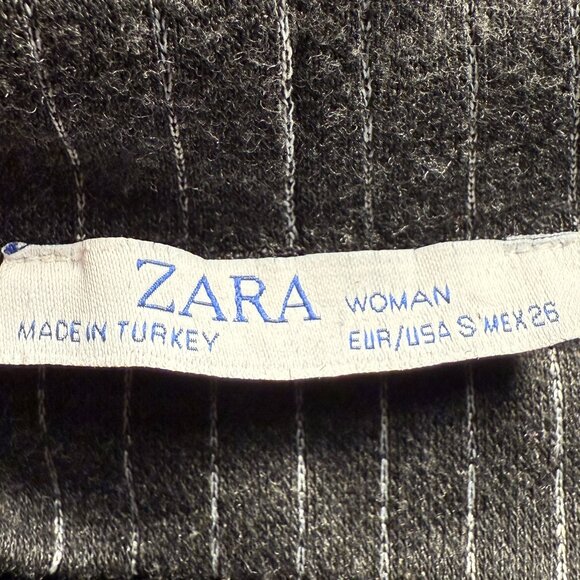 ZARA WOMAN
MADE IN TURKEY EUR/USA S MEX 26